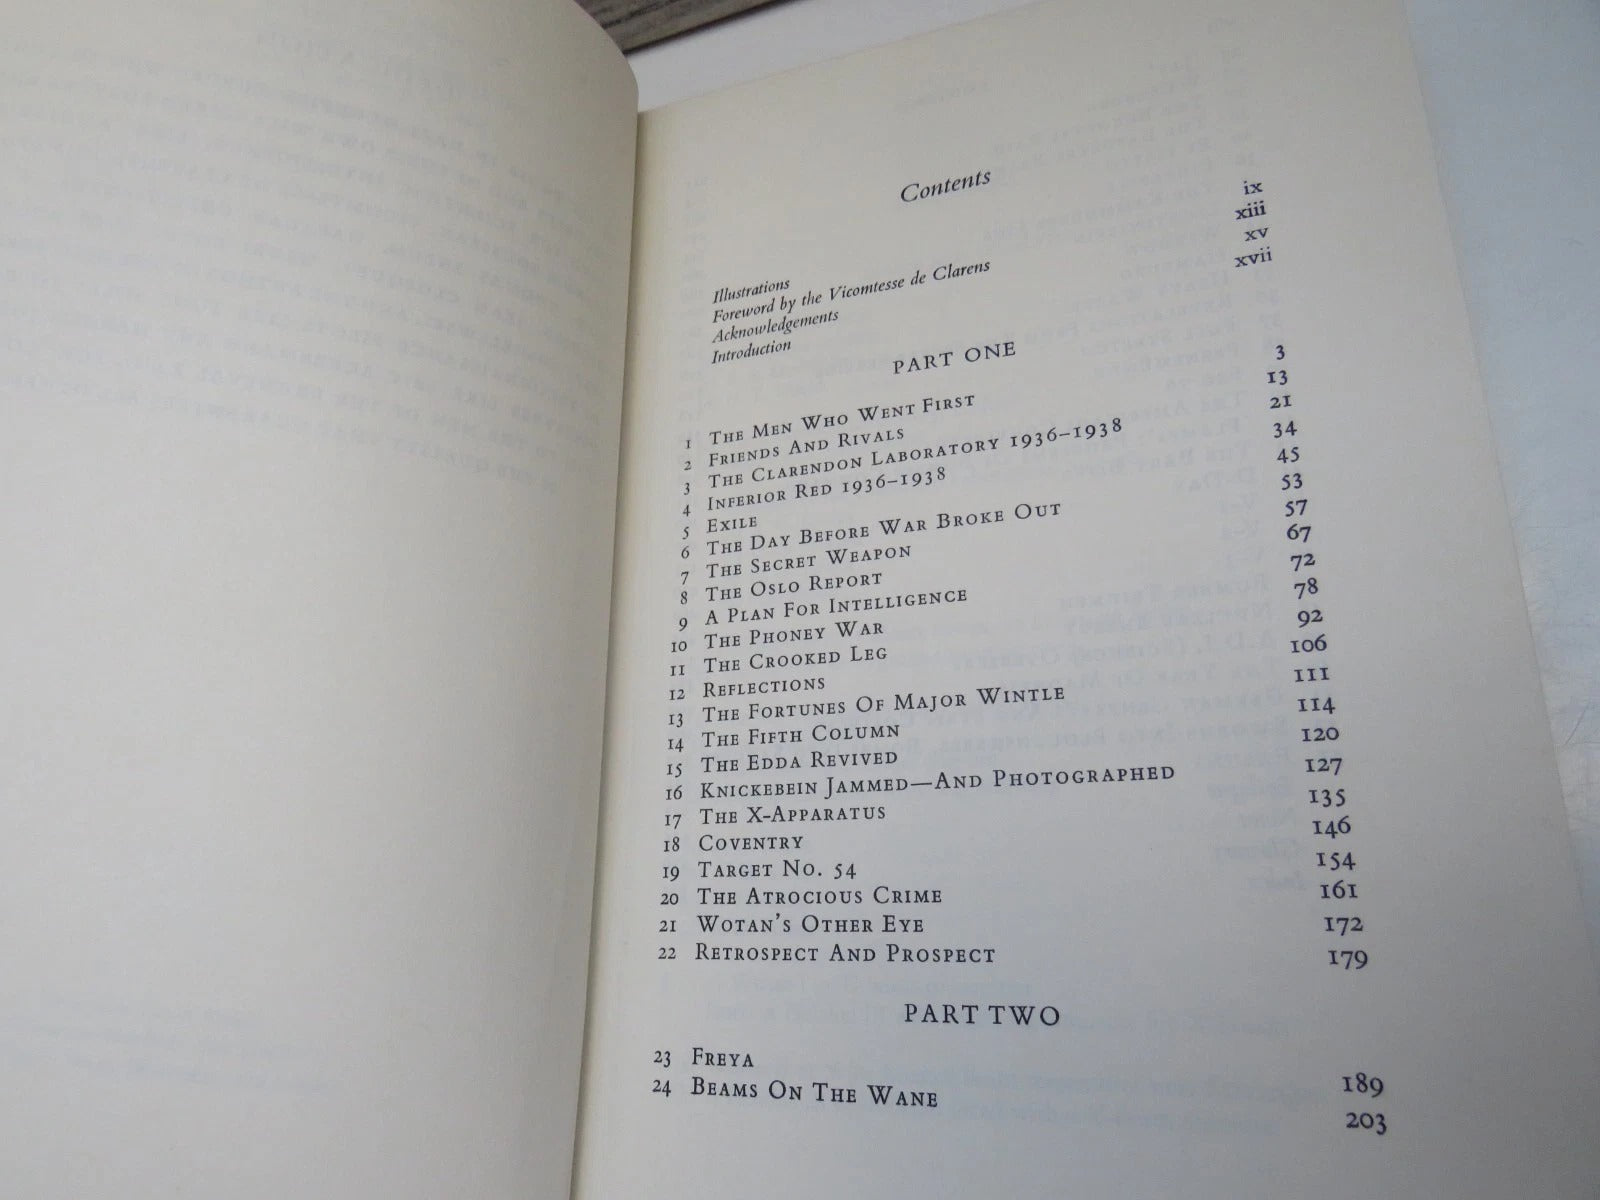 Contents
Illustrations ix
Foreword by the Vicomtesse de Clarens xiii
Acknowledgements xv
Introduction xvii
PART ONE
1 THE MEN WHO WENT FIRST 3
2 FRIENDS AND RIVALS 13
3 THE CLARENDON LABORATORY 1936–1938 21
4 INFERIOR RED 1936–1938 34
5 EXILE 45
6 THE DAY BEFORE WAR BROKE OUT 53
7 THE SECRET WEAPON 57
8 THE OSLO REPORT 67
9 A PLAN FOR INTELLIGENCE 72
10 THE PHONEY WAR 78
11 THE CROOKED LEG 92
12 REFLECTIONS 106
13 THE FORTUNES OF MAJOR WINTLE 111
14 THE FIFTH COLUMN 114
15 THE EDDA REVIVED 120
16 KNICKEBEIN JAMMED—AND PHOTOGRAPHED 127
17 THE X-APPARATUS 135
18 COVENTRY 146
19 TARGET NO. 54 154
20 THE ATROCIOUS CRIME 161
21 WOTAN'S OTHER EYE 172
22 RETROSPECT AND PROSPECT 179
PART TWO
23 FREYA 189
24 BEAMS ON THE WANE 203